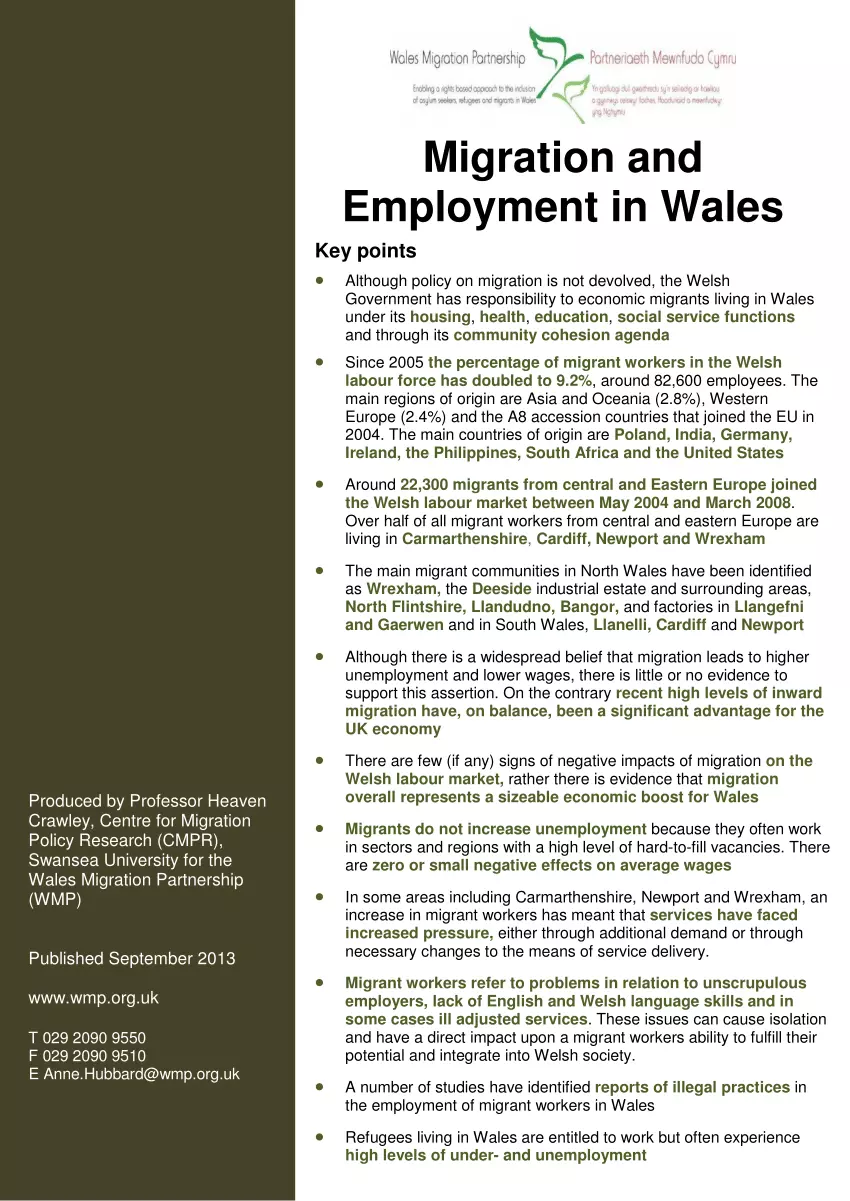 Wales Migration Partnership
Partneriaeth Mewnfudo Cymru
Enabling a rights based approach to the inclusion
of asylum seekers, refugees and migrants in Wales
Migration and
Employment in Wales
Key points
• Although policy on migration is not devolved, the Welsh
Government has responsibility to economic migrants living in Wales
under its housing, health, education, social service functions
and through its community cohesion agenda
• Since 2005 the percentage of migrant workers in the Welsh
labour force has doubled to 9.2%, around 82,600 employees. The
main regions of origin are Asia and Oceania (2.8%), Western
Europe (2.4%) and the A8 accession countries that joined the EU in
2004. The main countries of origin are Poland, India, Germany,
Ireland, the Philippines, South Africa and the United States
• Around 22,300 migrants from central and Eastern Europe joined
the Welsh labour market between May 2004 and March 2008.
Over half of all migrant workers from central and eastern Europe are
living in Carmarthenshire, Cardiff, Newport and Wrexham
• The main migrant communities in North Wales have been identified
as Wrexham, the Deeside industrial estate and surrounding areas,
North Flintshire, Llandudno, Bangor, and factories in Llangefni
and Gaerwen and in South Wales, Llanelli, Cardiff and Newport
• Although there is a widespread belief that migration leads to higher
unemployment and lower wages, there is little or no evidence to
support this assertion. On the contrary recent high levels of inward
migration have, on balance, been a significant advantage for the
UK economy
• There are few (if any) signs of negative impacts of migration on the
Welsh labour market, rather there is evidence that migration
overall represents a sizeable economic boost for Wales
• Migrants do not increase unemployment because they often work
in sectors and regions with a high level of hard-to-fill vacancies. There
are zero or small negative effects on average wages
• In some areas including Carmarthenshire, Newport and Wrexham, an
increase in migrant workers has meant that services have faced
increased pressure, either through additional demand or through
necessary changes to the means of service delivery.
• Migrant workers refer to problems in relation to unscrupulous
employers, lack of English and Welsh language skills and in
some cases ill adjusted services. These issues can cause isolation
and have a direct impact upon a migrant workers ability to fulfill their
potential and integrate into Welsh society.
• A number of studies have identified reports of illegal practices in
the employment of migrant workers in Wales
• Refugees living in Wales are entitled to work but often experience
high levels of under- and unemployment
Produced by Professor Heaven
Crawley, Centre for Migration
Policy Research (CMPR),
Swansea University for the
Wales Migration Partnership
(WMP)
Published September 2013
www.wmp.org.uk
T 029 2090 9550
F 029 2090 9510
E Anne.Hubbard@wmp.org.uk